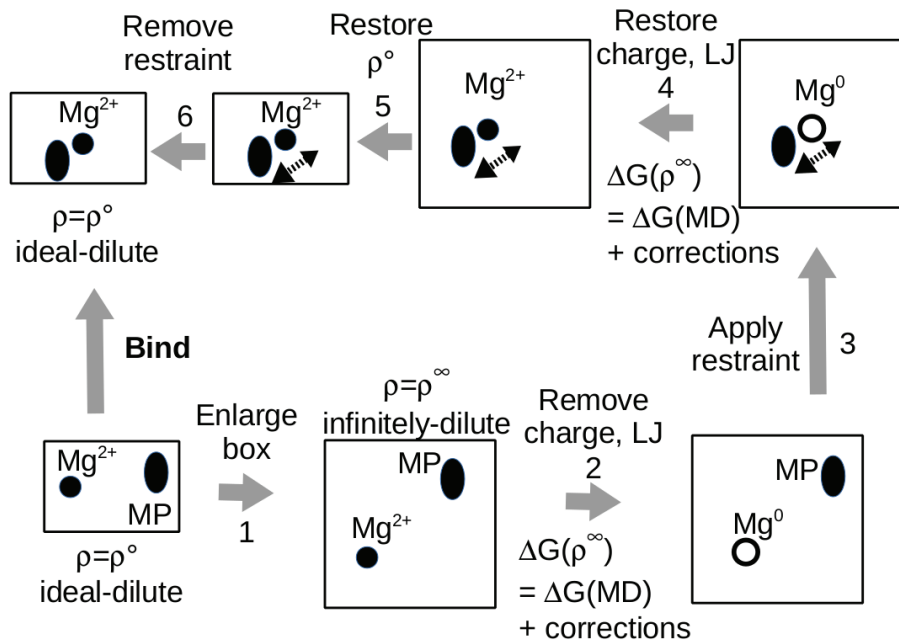 Remove
restraint
6
Mg²⁺
ρ=ρ°
ideal-dilute
Restore
ρ°
5
Mg²⁺
Mg²⁺
Restore
charge, LJ
4
ΔG(ρ^∞)
= ΔG(MD)
+ corrections
Mg⁰
Bind
Apply
restraint
3
Mg²⁺
MP
ρ=ρ°
ideal-dilute
Enlarge
box
1
ρ=ρ^∞
infinitely-dilute
MP
Mg²⁺
Remove
charge, LJ
2
ΔG(ρ^∞)
= ΔG(MD)
+ corrections
MP
Mg⁰